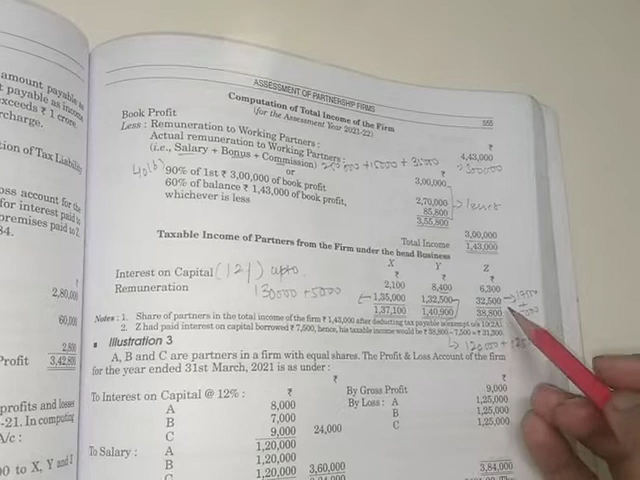 amount payable as
t payable as income
exceeds ₹ 1 crore
rcharge.
tion of Tax Liability
oss account for the
for interest paid to
premises paid to Z
34.
₹
2,80,000
60,000
2,800
Profit 3,42,800
profits and losses
-21. In computing
A/c :
00 to X, Y and Z
ASSESSMENT OF PARTNERSHIP FIRMS
555
Computation of Total Income of the Firm
(for the Assessment Year 2021-22)
₹
Book Profit 4,43,000
Less : Remuneration to Working Partners :
Actual remuneration to Working Partners : ₹ 300000
(i.e., Salary + Bonus + Commission) + 15000 + 35000 3,00,000
or
40(b) 90% of 1st ₹ 3,00,000 of book profit 2,70,000
60% of balance ₹ 1,43,000 of book profit, 85,800
whichever is less 3,55,800 3,00,000
Total Income 1,43,000
Taxable Income of Partners from the Firm under the head Business
X Y Z
₹ ₹ ₹
Interest on Capital (12%) upto 2,100 8,400 6,300
Remuneration 130000 + 5000 1,35,000 1,32,500 32,500
1,37,100 1,40,900 38,800
Notes : 1. Share of partners in the total income of the firm ₹ 1,43,000 after deducting tax payable is exempt u/s 10(2A).
2. Z had paid interest on capital borrowed ₹ 7,500, hence, his taxable income would be ₹ 38,800 – 7,500 = ₹ 31,300.
Illustration 3
A, B and C are partners in a firm with equal shares. The Profit & Loss Account of the firm
for the year ended 31st March, 2021 is as under :
₹ ₹
To Interest on Capital @ 12% : By Gross Profit 9,000
A 8,000 By Loss : A 1,25,000
B 7,000 B 1,25,000
C 9,000 24,000 C 1,25,000
To Salary : A 1,20,000
B 1,20,000
C 1,20,000 3,60,000
3,84,000 3,84,000